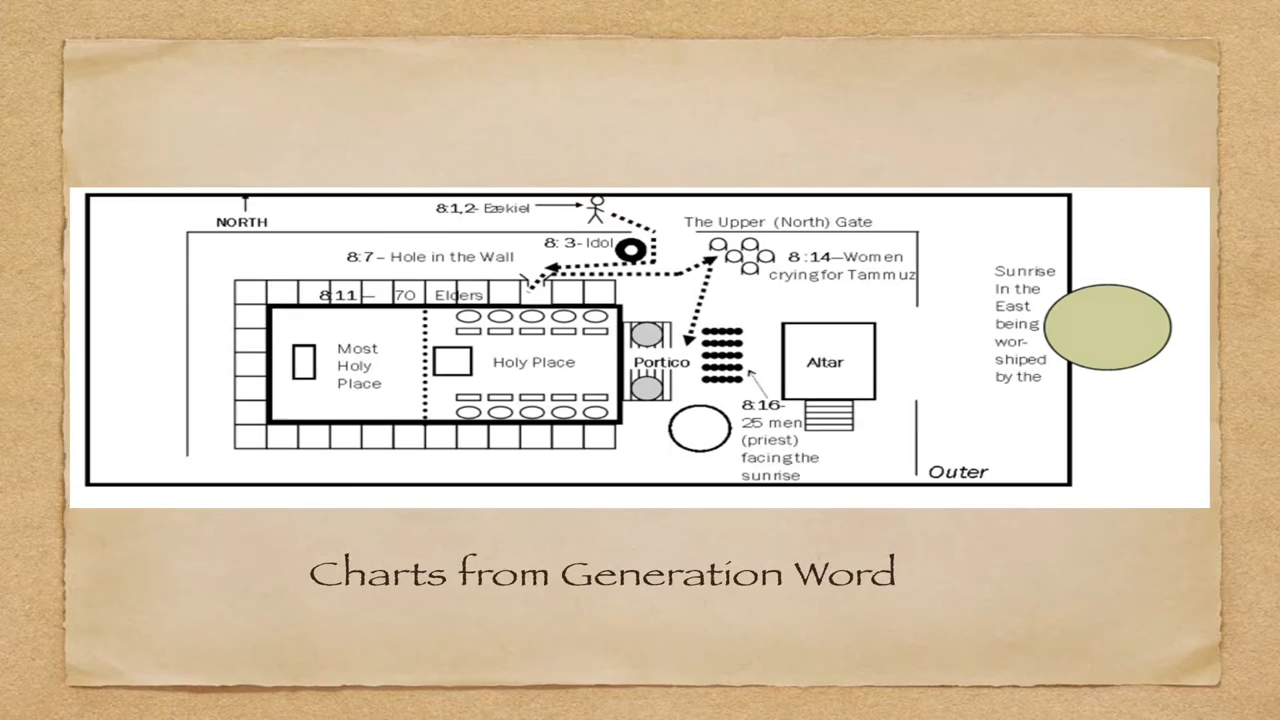 8:1,2- Ezekiel
NORTH
The Upper (North) Gate
8: 3- Idol
8:7 – Hole in the Wall
8 :14—Women
crying for Tammuz
8:11 — 70 Elders
Sunrise
In the
East
being
wor-
shiped
by the
Most
Holy
Place
Holy Place
Portico
Altar
8:16-
25 men
(priest)
facing the
sunrise
Outer
Charts from Generation Word